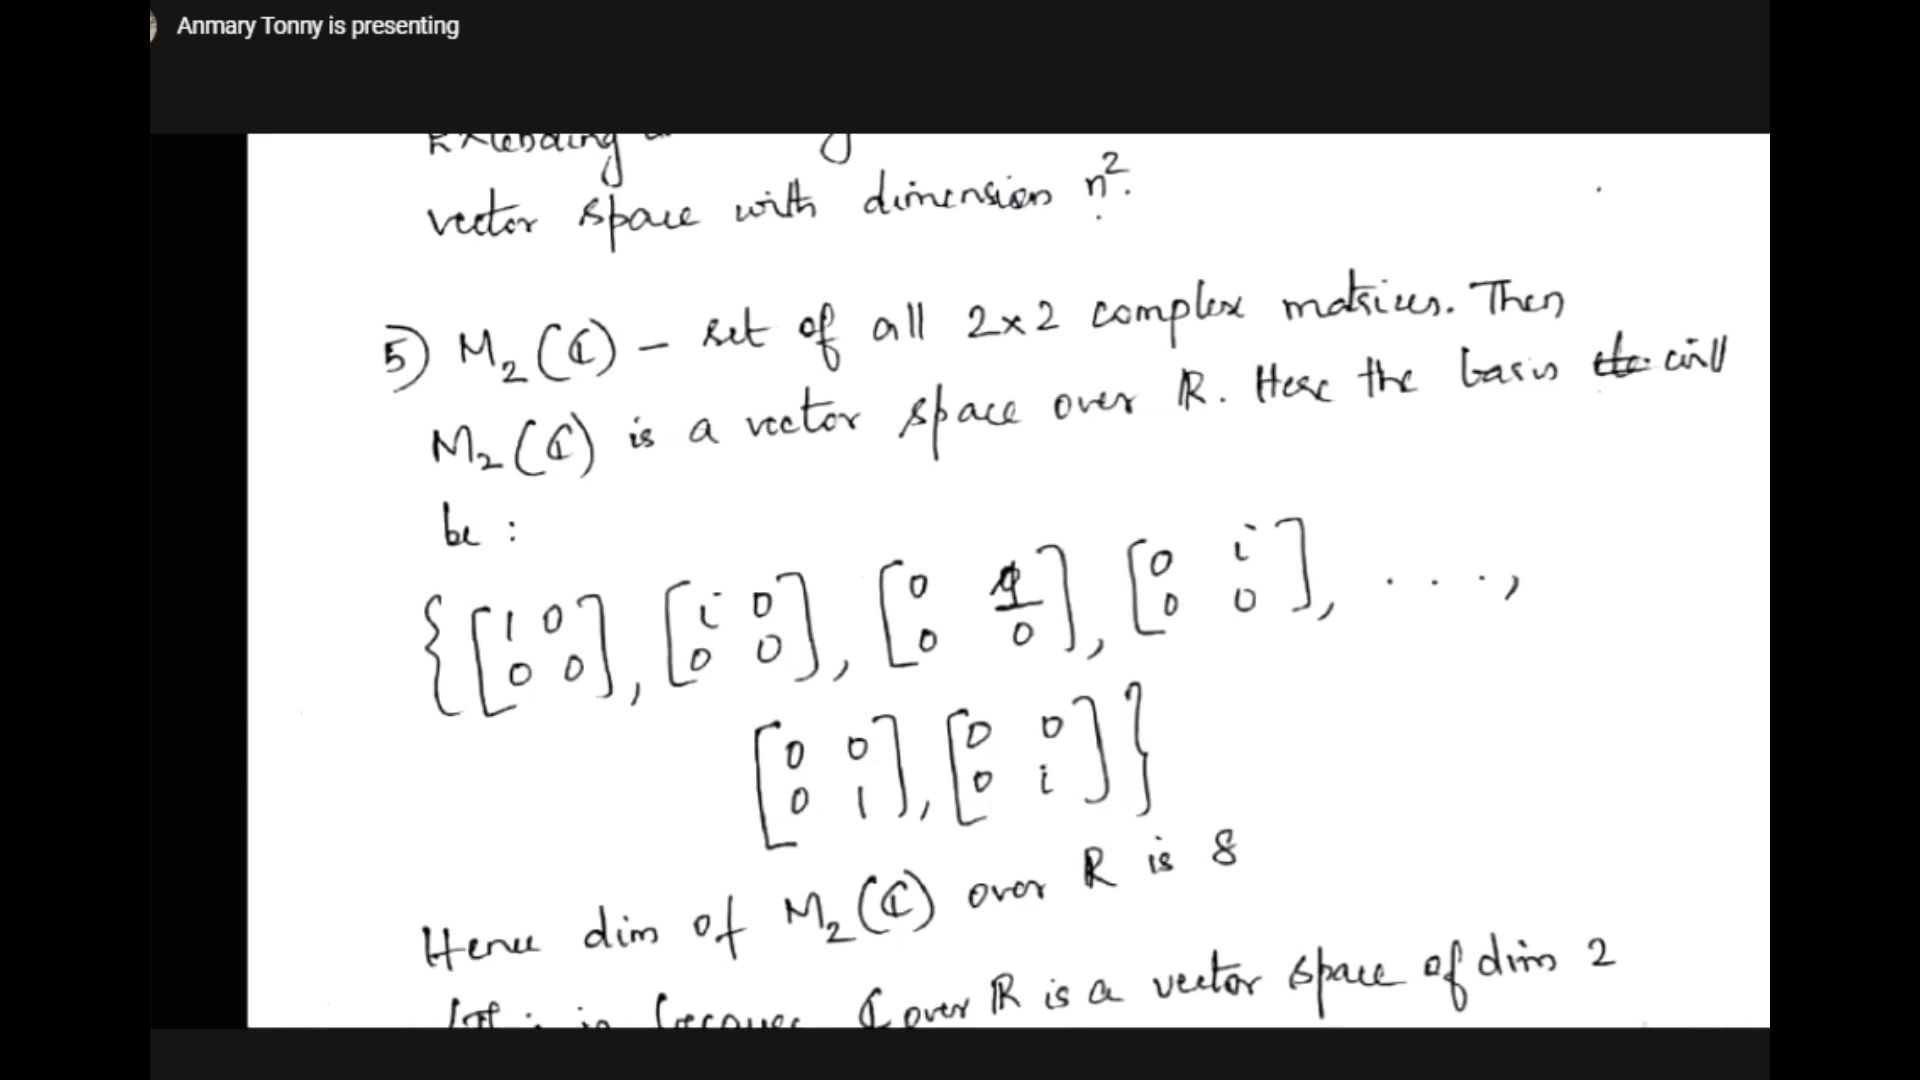 Anmary Tonny is presenting
Extending
vector space with dimension n².
5) M₂(ℂ) – set of all 2×2 complex matrices. Then
M₂(ℂ) is a vector space over ℝ. Here the basis will
be :
{[1 0; 0 0], [i 0; 0 0], [0 1; 0 0], [0 i; 0 0], . . . ,
[0 0; 0 1], [0 0; 0 i]}
Hence dim of M₂(ℂ) over ℝ is 8
is because ℂ over ℝ is a vector space of dim 2